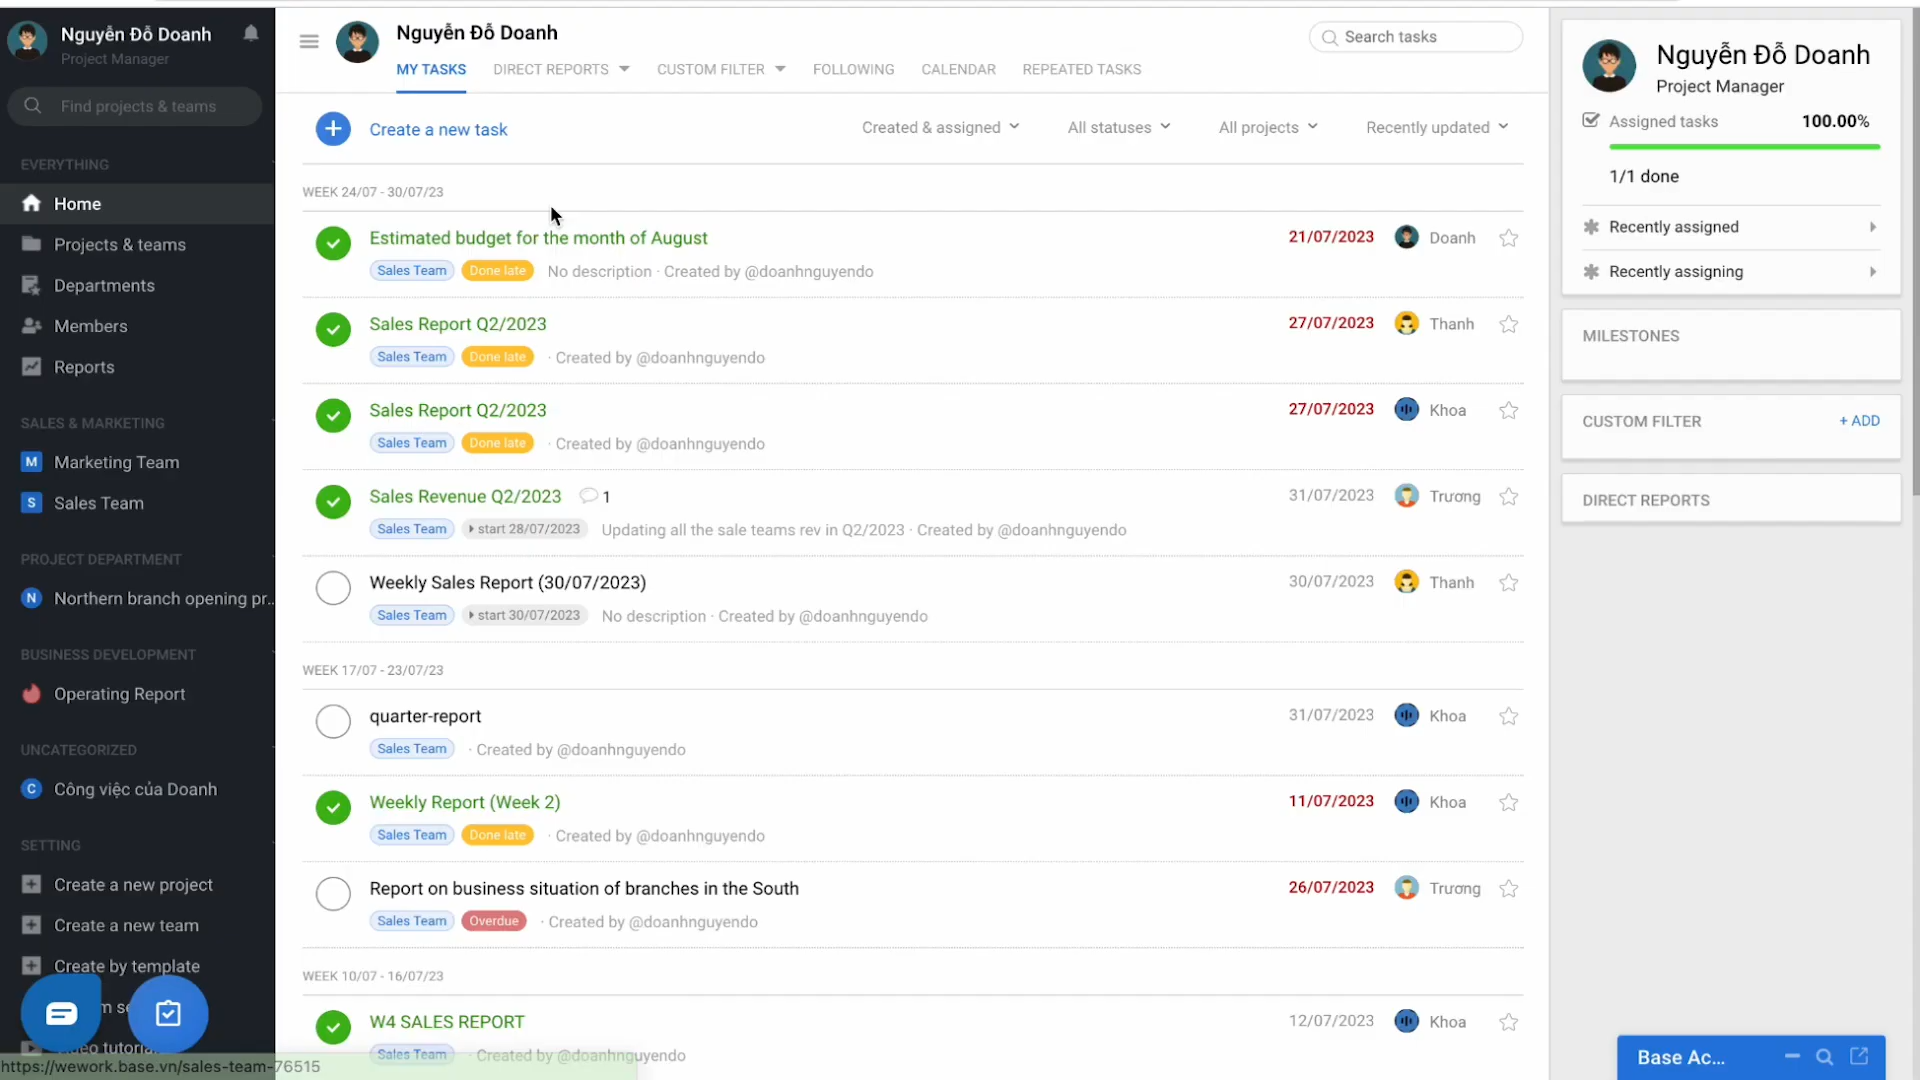 Nguyễn Đỗ Doanh
Project Manager
Find projects & teams
EVERYTHING
Home
Projects & teams
Departments
Members
Reports
SALES & MARKETING
M Marketing Team
S Sales Team
PROJECT DEPARTMENT
N Northern branch opening pr...
BUSINESS DEVELOPMENT
Operating Report
UNCATEGORIZED
C Công việc của Doanh
SETTING
Create a new project
Create a new team
Create by template
https://wework.base.vn/sales-team-76515
Nguyễn Đỗ Doanh
MY TASKS DIRECT REPORTS CUSTOM FILTER FOLLOWING CALENDAR REPEATED TASKS
Search tasks
Create a new task Created & assigned All statuses All projects Recently updated
WEEK 24/07 - 30/07/23
Estimated budget for the month of August 21/07/2023 Doanh
Sales Team Done late No description · Created by @doanhnguyendo
Sales Report Q2/2023 27/07/2023 Thanh
Sales Team Done late · Created by @doanhnguyendo
Sales Report Q2/2023 27/07/2023 Khoa
Sales Team Done late · Created by @doanhnguyendo
Sales Revenue Q2/2023 1 31/07/2023 Trương
Sales Team start 28/07/2023 Updating all the sale teams rev in Q2/2023 · Created by @doanhnguyendo
Weekly Sales Report (30/07/2023) 30/07/2023 Thanh
Sales Team start 30/07/2023 No description · Created by @doanhnguyendo
WEEK 17/07 - 23/07/23
quarter-report 31/07/2023 Khoa
Sales Team · Created by @doanhnguyendo
Weekly Report (Week 2) 11/07/2023 Khoa
Sales Team Done late · Created by @doanhnguyendo
Report on business situation of branches in the South 26/07/2023 Trương
Sales Team Overdue · Created by @doanhnguyendo
WEEK 10/07 - 16/07/23
W4 SALES REPORT 12/07/2023 Khoa
Sales Team · Created by @doanhnguyendo
Nguyễn Đỗ Doanh
Project Manager
Assigned tasks 100.00%
1/1 done
Recently assigned
Recently assigning
MILESTONES
CUSTOM FILTER + ADD
DIRECT REPORTS
Base Ac...